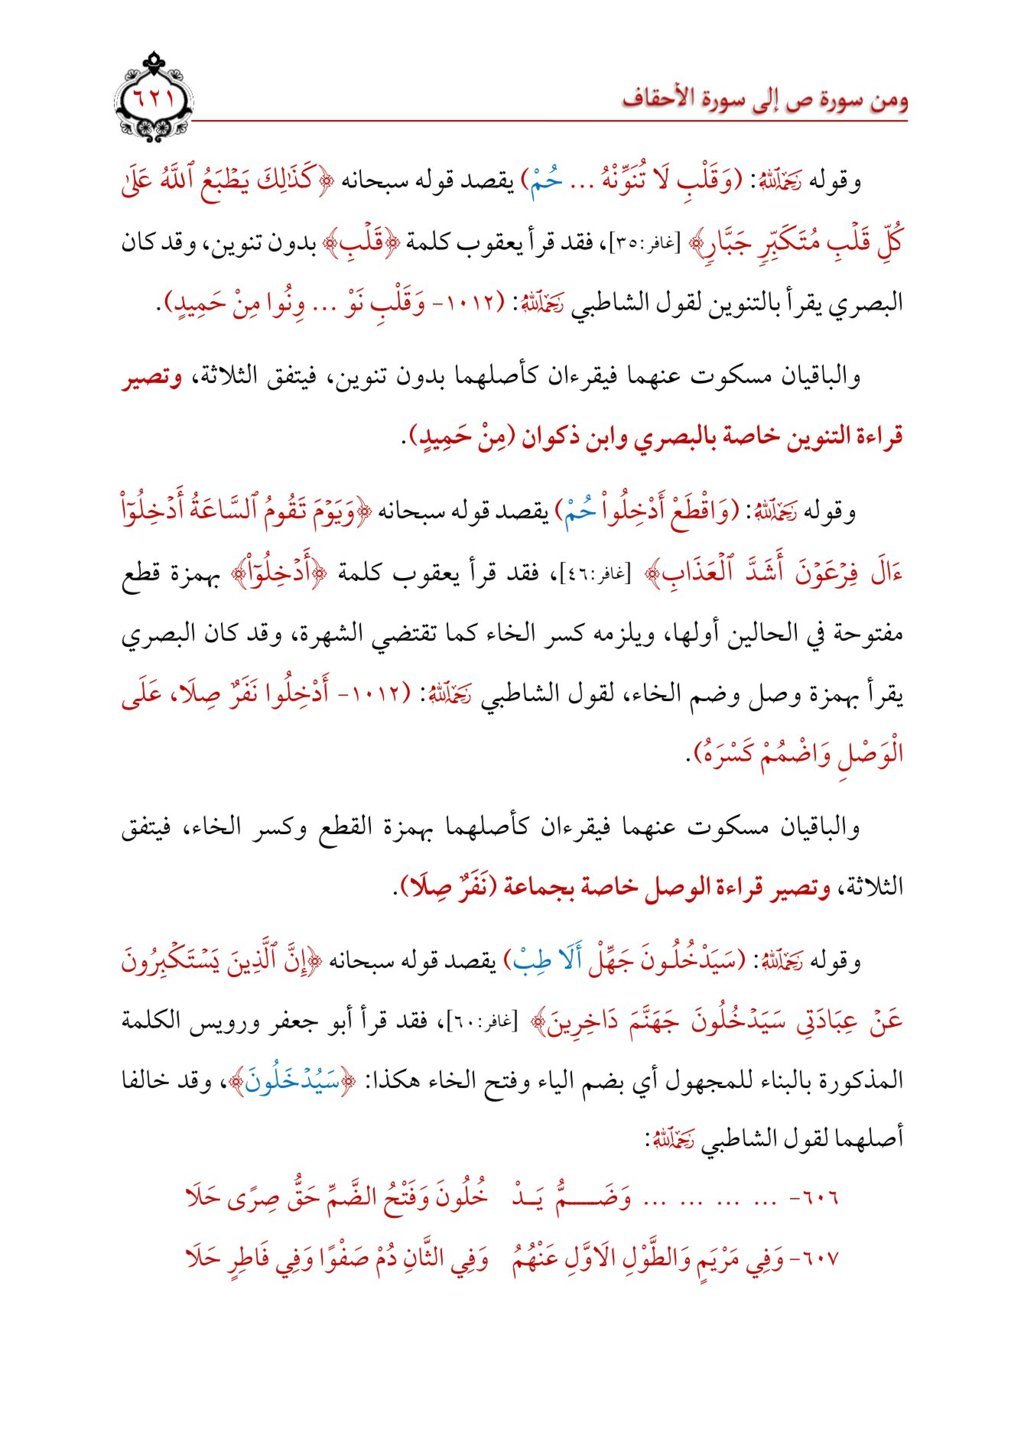 ومن سورة ص إلى سورة الأحقاف
٦٢١
وقوله رَحِمَهُ ٱللَّهُ: (وَقَلْبِ لَا تُنَوِّنْهُ ... حُمْ) يقصد قوله سبحانه ﴿كَذَٰلِكَ يَطْبَعُ ٱللَّهُ عَلَىٰ
كُلِّ قَلْبِ مُتَكَبِّرٖ جَبَّارٖ﴾ [غافر:٣٥]، فقد قرأ يعقوب كلمة ﴿قَلْبِ﴾ بدون تنوين، وقد كان
البصري يقرأ بالتنوين لقول الشاطبي رَحِمَهُ ٱللَّهُ: (١٠١٢- وَقَلْبِ نَوْ ... وِنُوا مِنْ حَمِيدٍ).
والباقيان مسكوت عنهما فيقرءان كأصلهما بدون تنوين، فيتفق الثلاثة، وتصير
قراءة التنوين خاصة بالبصري وابن ذكوان (مِنْ حَمِيدٍ).
وقوله رَحِمَهُ ٱللَّهُ: (وَاقْطَعْ أَدْخِلُواْ حُمْ) يقصد قوله سبحانه ﴿وَيَوْمَ تَقُومُ ٱلسَّاعَةُ أَدْخِلُوٓاْ
ءَالَ فِرْعَوْنَ أَشَدَّ ٱلْعَذَابِ﴾ [غافر:٤٦]، فقد قرأ يعقوب كلمة ﴿أَدْخِلُوٓاْ﴾ بهمزة قطع
مفتوحة في الحالين أولها، ويلزمه كسر الخاء كما تقتضي الشهرة، وقد كان البصري
يقرأ بهمزة وصل وضم الخاء، لقول الشاطبي رَحِمَهُ ٱللَّهُ: (١٠١٢- أَدْخِلُوا نَفَرٌ صِلَا، عَلَى
الْوَصْلِ وَاضْمُمْ كَسْرَهُ).
والباقيان مسكوت عنهما فيقرءان كأصلهما بهمزة القطع وكسر الخاء، فيتفق
الثلاثة، وتصير قراءة الوصل خاصة بجماعة (نَفَرٌ صِلَا).
وقوله رَحِمَهُ ٱللَّهُ: (سَيَدْخُلُونَ جَهِّلْ أَلَا طِبْ) يقصد قوله سبحانه ﴿إِنَّ ٱلَّذِينَ يَسْتَكْبِرُونَ
عَنْ عِبَادَتِي سَيَدْخُلُونَ جَهَنَّمَ دَاخِرِينَ﴾ [غافر:٦٠]، فقد قرأ أبو جعفر ورويس الكلمة
المذكورة بالبناء للمجهول أي بضم الياء وفتح الخاء هكذا: ﴿سَيُدْخَلُونَ﴾، وقد خالفا
أصلهما لقول الشاطبي رَحِمَهُ ٱللَّهُ:
٦٠٦- ... ... ... ... وَضَـــمُّ يَـدْ خُلُونَ وَفَتْحُ الضَّمِّ حَقُّ صِرًى حَلَا
٦٠٧- وَفِي مَرْيَمٍ وَالطَّوْلِ الَاوَّلِ عَنْهُمُ وَفِي الثَّانِ دُمْ صَفْوًا وَفِي فَاطِرٍ حَلَا